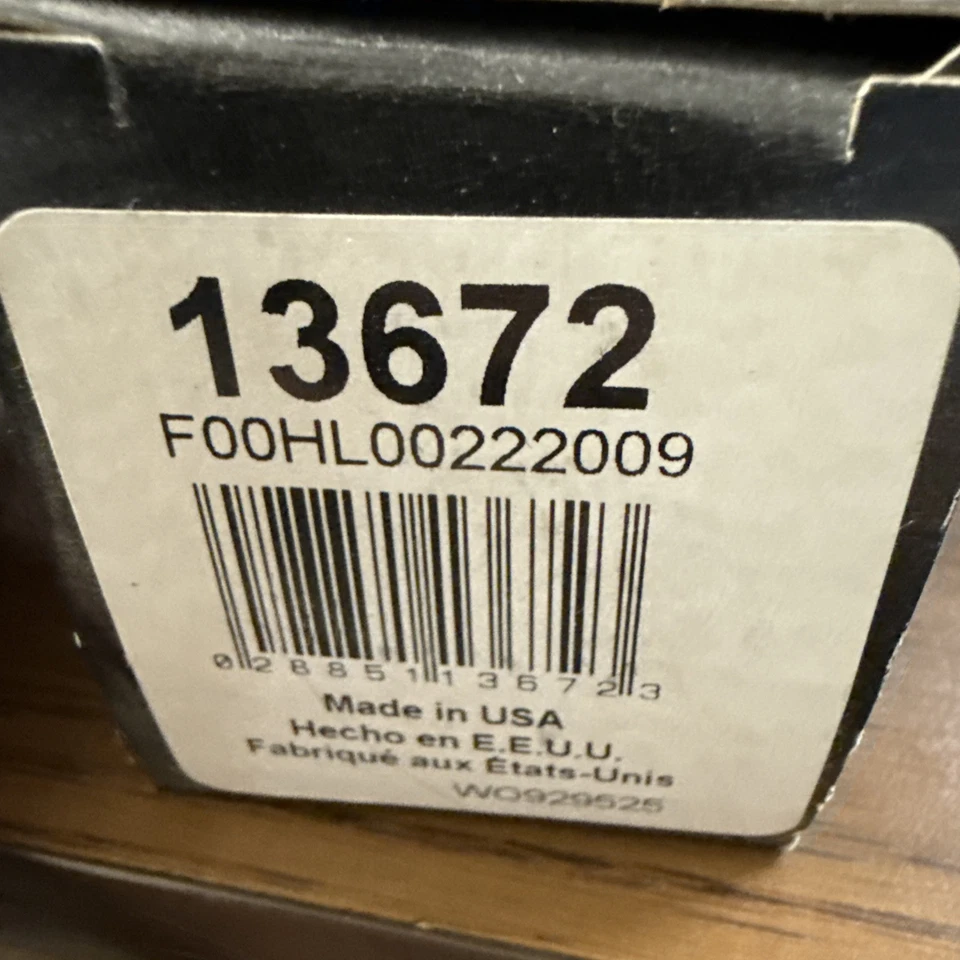 13672
F00HL00222009
0 28851 13672 3
Made in USA
Hecho en E.E.U.U.
Fabriqué aux États-Unis
WO929525